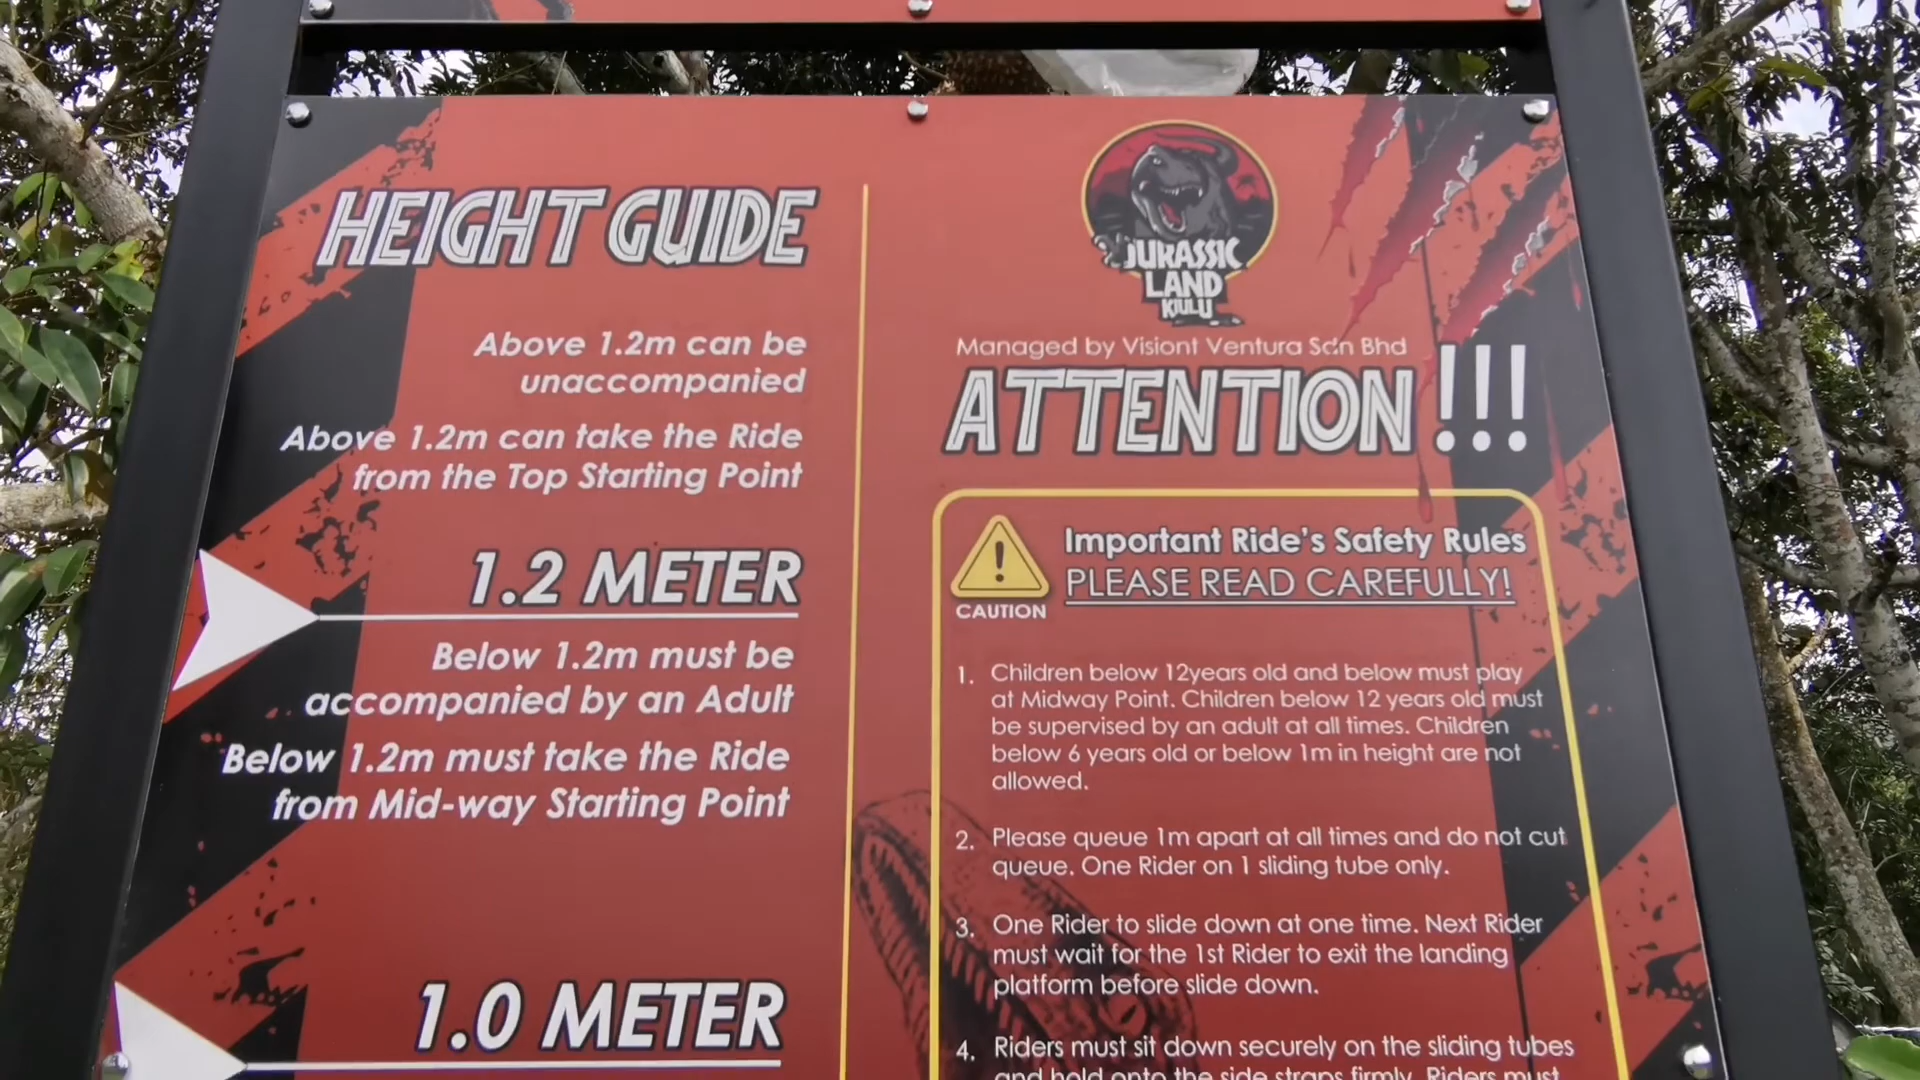 HEIGHT GUIDE
Above 1.2m can be
unaccompanied
Above 1.2m can take the Ride
from the Top Starting Point
1.2 METER
Below 1.2m must be
accompanied by an Adult
Below 1.2m must take the Ride
from Mid-way Starting Point
1.0 METER
JURASSIC
LAND
KIULU
Managed by Visiont Ventura Sdn Bhd
ATTENTION !!!
CAUTION
Important Ride's Safety Rules
PLEASE READ CAREFULLY!
1. Children below 12years old and below must play
at Midway Point. Children below 12 years old must
be supervised by an adult at all times. Children
below 6 years old or below 1m in height are not
allowed.
2. Please queue 1m apart at all times and do not cut
queue. One Rider on 1 sliding tube only.
3. One Rider to slide down at one time. Next Rider
must wait for the 1st Rider to exit the landing
platform before slide down.
4. Riders must sit down securely on the sliding tubes
and hold onto the side straps firmly. Riders must